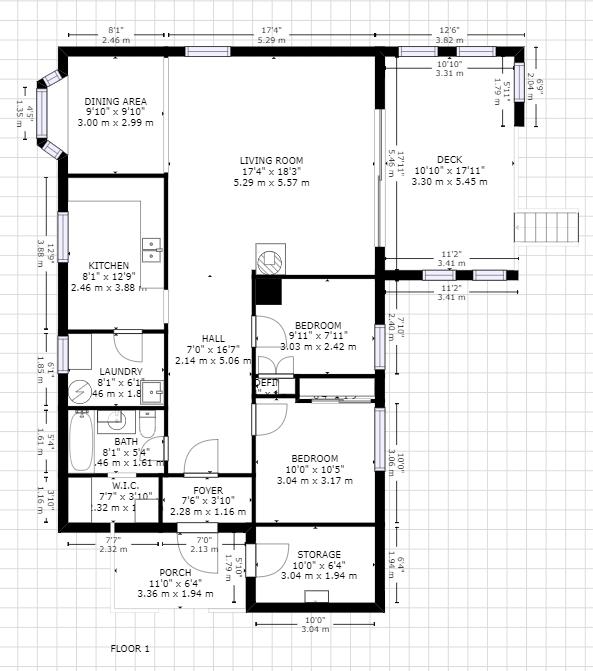 8'1"
2.46 m
17'4"
5.29 m
12'6"
3.82 m
10'10"
3.31 m
5'11"
1.79 m
6'9"
2.04 m
4'5"
1.35 m
DINING AREA
9'10" x 9'10"
3.00 m x 2.99 m
LIVING ROOM
17'4" x 18'3"
5.29 m x 5.57 m
17'11"
5.46 m
DECK
10'10" x 17'11"
3.30 m x 5.45 m
12'9"
3.88 m
KITCHEN
8'1" x 12'9"
2.46 m x 3.88 m
11'2"
3.41 m
11'2"
3.41 m
HALL
7'0" x 16'7"
2.14 m x 5.06 m
BEDROOM
9'11" x 7'11"
3.03 m x 2.42 m
7'10"
2.40 m
6'1"
1.85 m
LAUNDRY
8'1" x 6'1"
5'4"
1.61 m
BATH
8'1" x 5'4"
.46 m x 1.61 m
BEDROOM
10'0" x 10'5"
3.04 m x 3.17 m
10'0"
3.06 m
3'10"
1.16 m
W.I.C.
7'7" x 3'10"
FOYER
7'6" x 3'10"
2.28 m x 1.16 m
7'7"
2.32 m
7'0"
2.13 m
5'10"
1.79 m
PORCH
11'0" x 6'4"
3.36 m x 1.94 m
STORAGE
10'0" x 6'4"
3.04 m x 1.94 m
6'4"
1.94 m
10'0"
3.04 m
FLOOR 1